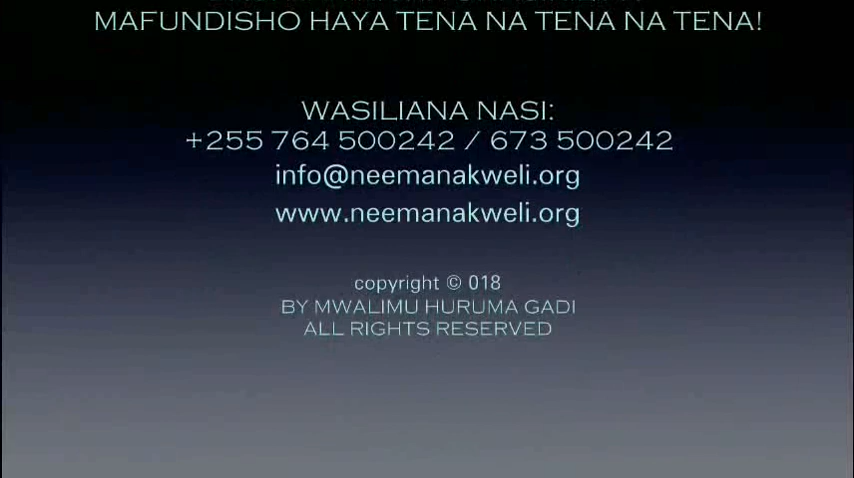 MAFUNDISHO HAYA TENA NA TENA NA TENA!
WASILIANA NASI:
+255 764 500242 / 673 500242
info@neemanakweli.org
www.neemanakweli.org
copyright © 018
BY MWALIMU HURUMA GADI
ALL RIGHTS RESERVED